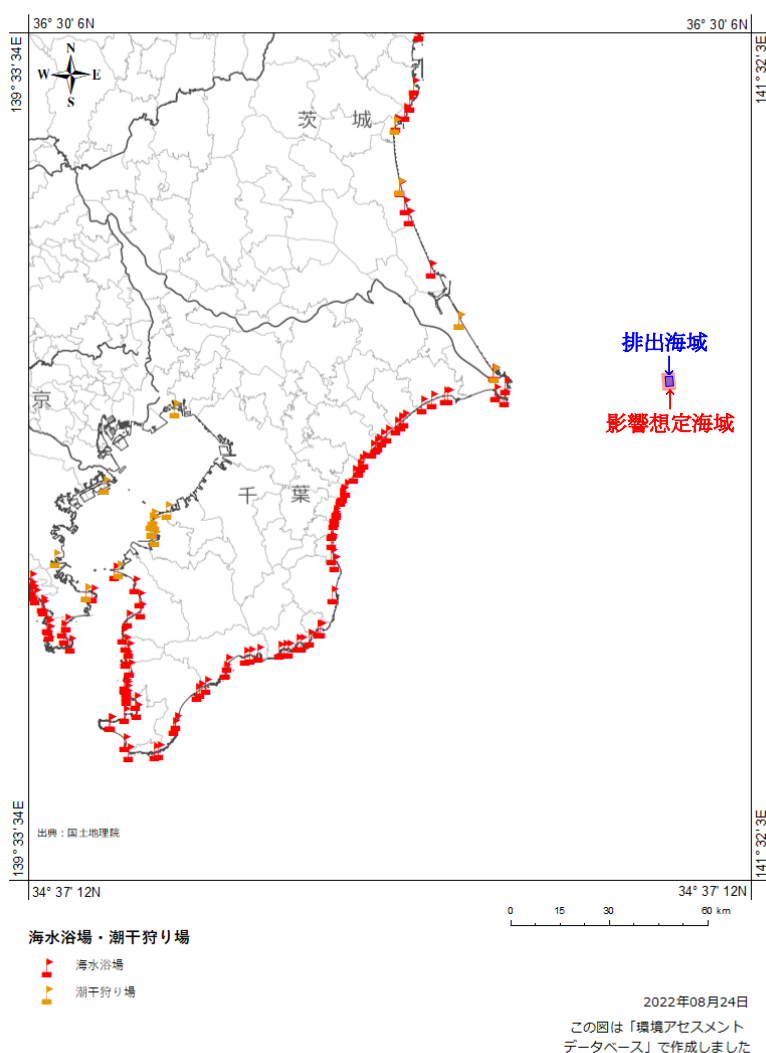 36° 30' 6N
36° 30' 6N
139° 33' 34E
141° 32' 3E
N
W
E
S
茨 城
排出海域
影響想定海域
京
千 葉
139° 33' 34E
141° 32' 3E
出典：国土地理院
34° 37' 12N
34° 37' 12N
0 15 30 60 km
海水浴場・潮干狩り場
海水浴場
潮干狩り場
2022年08月24日
この図は「環境アセスメント
データベース」で作成しました